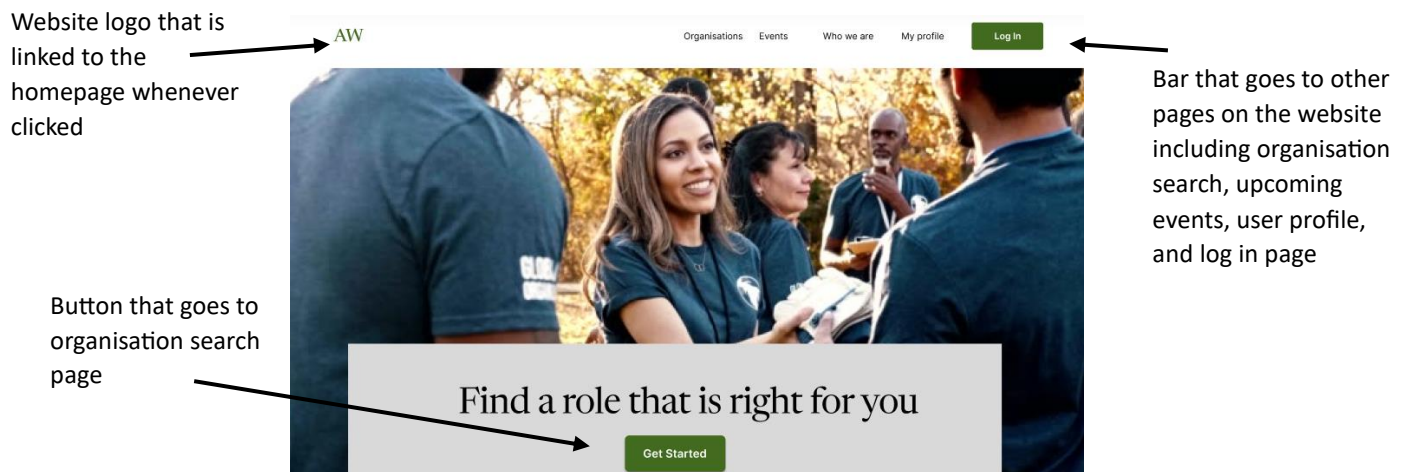 Website logo that is
linked to the
homepage whenever
clicked
AW
Organisations Events Who we are My profile Log In
Bar that goes to other
pages on the website
including organisation
search, upcoming
events, user profile,
and log in page
Button that goes to
organisation search
page
Find a role that is right for you
Get Started